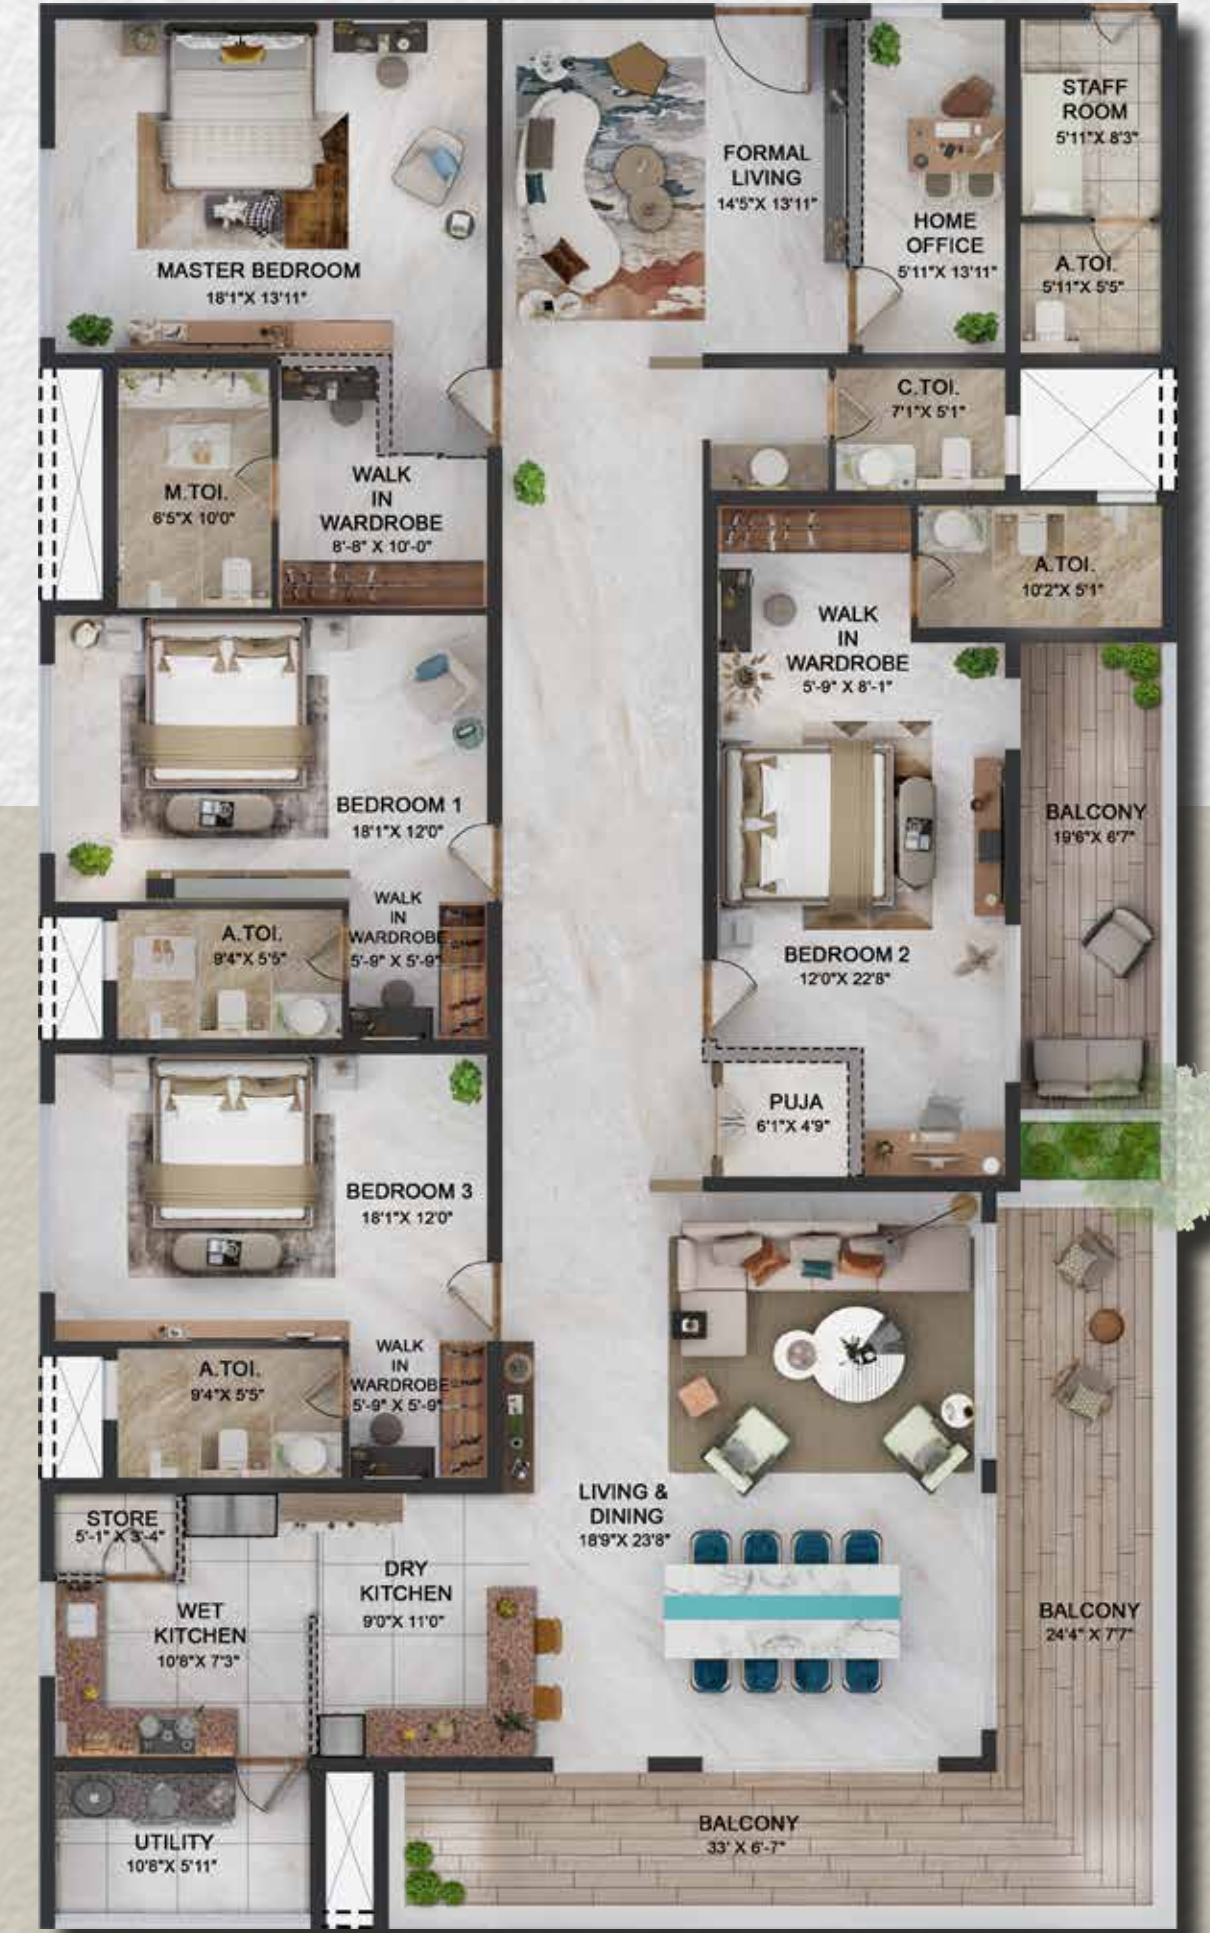 STAFF
ROOM
5'11"X 8'3"
FORMAL
LIVING
14'5"X 13'11"
HOME
OFFICE
5'11"X 13'11"
A.TOI.
5'11"X 5'5"
MASTER BEDROOM
18'1"X 13'11"
C.TOI.
7'1"X 5'1"
WALK
IN
WARDROBE
8'-8" X 10'-0"
M.TOI.
6'5"X 10'0"
A.TOI.
10'2"X 5'1"
WALK
IN
WARDROBE
5'-9" X 8'-1"
BEDROOM 1
18'1"X 12'0"
BALCONY
19'6"X 6'7"
WALK
IN
WARDROBE
5'-9" X 5'-9"
A.TOI.
9'4"X 5'5"
BEDROOM 2
12'0"X 22'8"
PUJA
6'1"X 4'9"
BEDROOM 3
18'1"X 12'0"
WALK
IN
WARDROBE
5'-9" X 5'-9"
A.TOI.
9'4"X 5'5"
LIVING &
DINING
18'9"X 23'8"
STORE
5'-1" X 3'-4"
DRY
KITCHEN
9'0"X 11'0"
WET
KITCHEN
10'8"X 7'3"
BALCONY
24'4" X 7'7"
BALCONY
33' X 6'-7"
UTILITY
10'8"X 5'11"